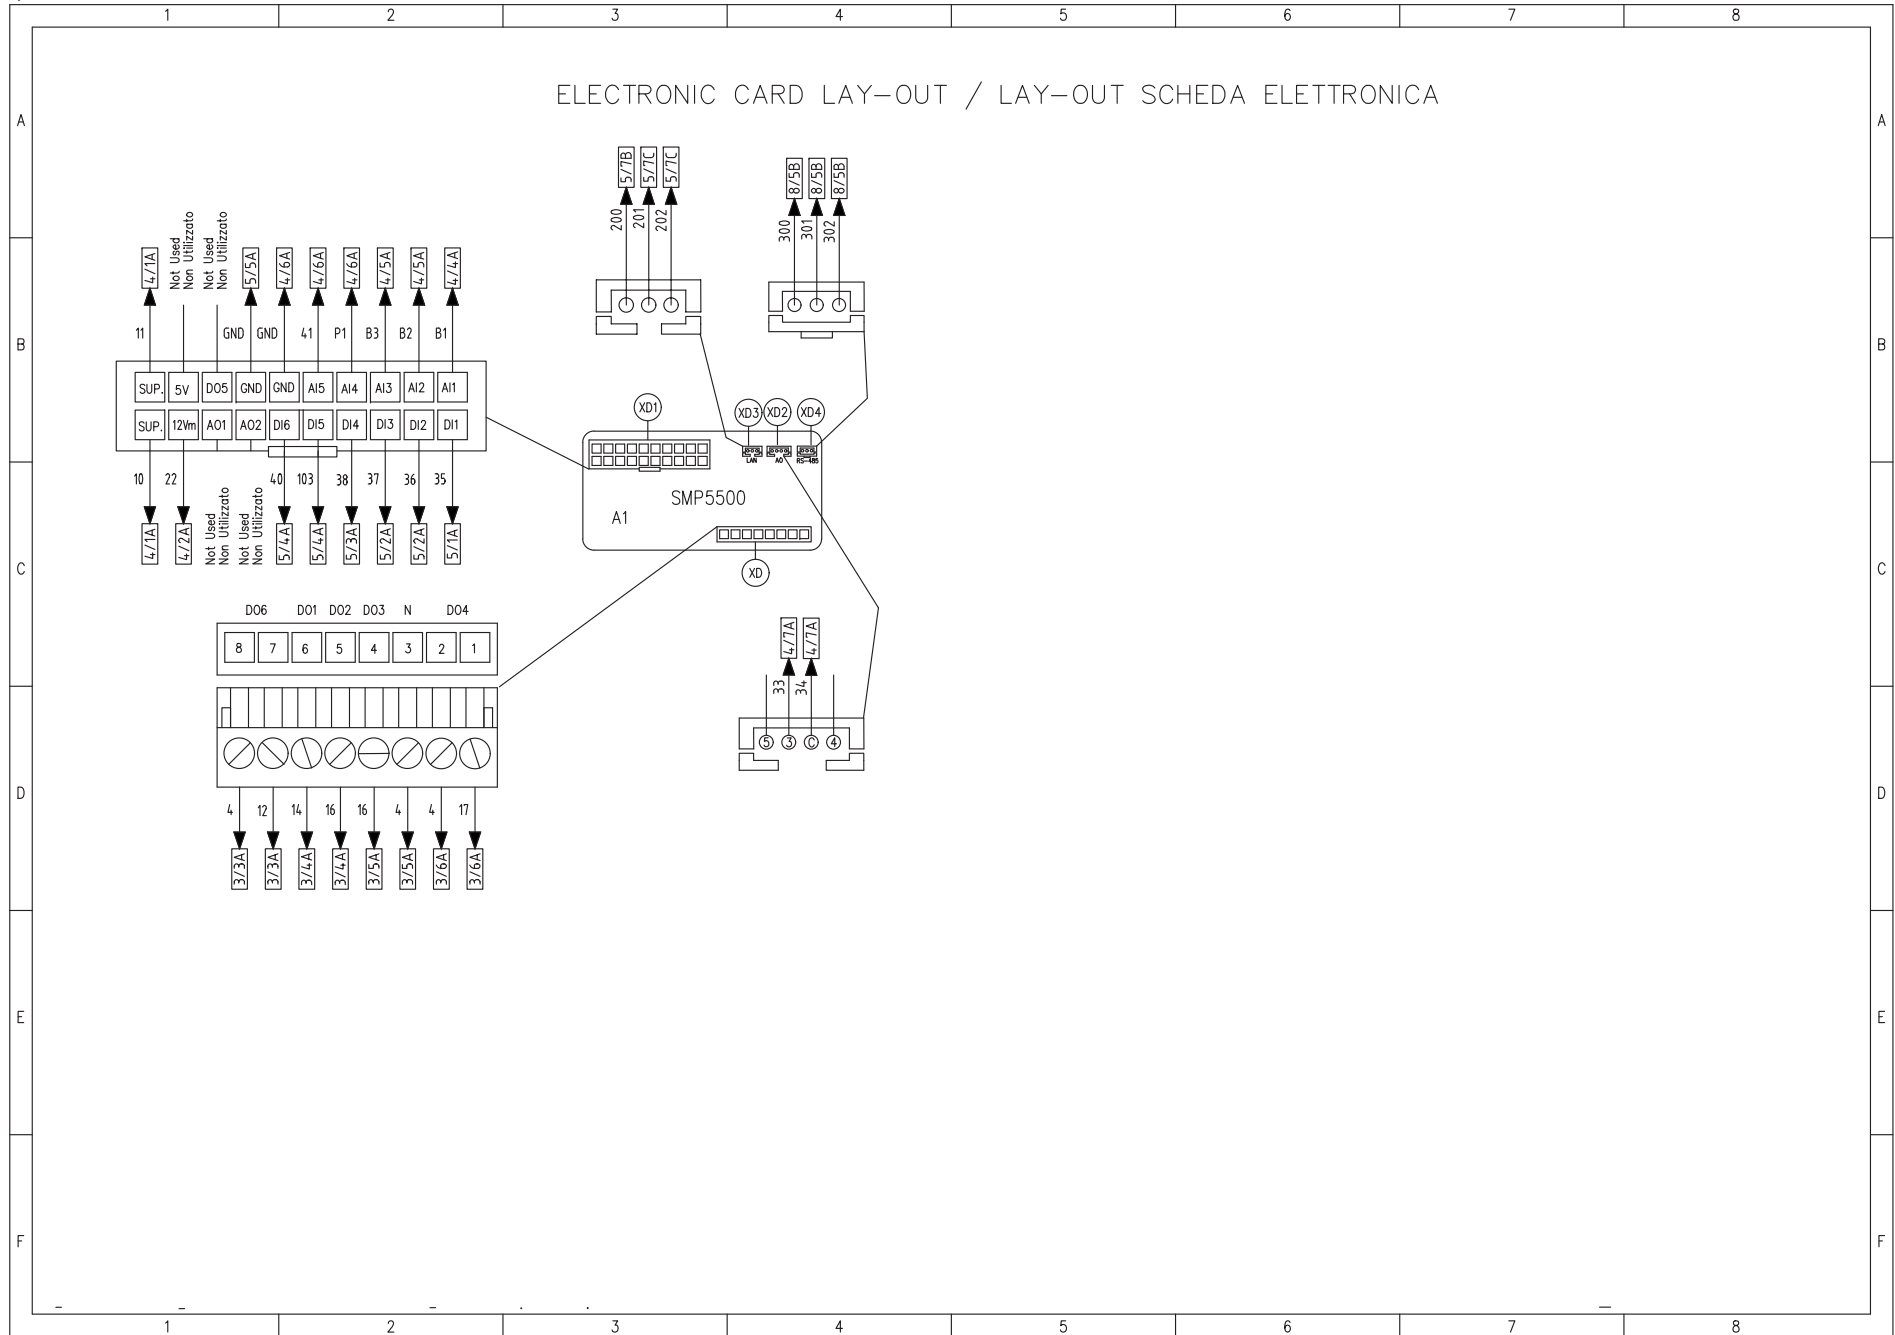 1 2 3 4 5 6 7 8
ELECTRONIC CARD LAY-OUT / LAY-OUT SCHEDA ELETTRONICA
A A
5/7B 5/7C 5/7C
8/5B 8/5B 8/5B
200 201 202
300 301 302
4/1A
Not Used
Non Utilizzato
Not Used
Non Utilizzato
5/5A 4/6A 4/6A 4/6A 4/5A 4/5A 4/4A
11 GND GND 41 P1 B3 B2 B1
B B
SUP. 5V DO5 GND GND AI5 AI4 AI3 AI2 AI1
SUP. 12Vm AO1 AO2 DI6 DI5 DI4 DI3 DI2 DI1
XD1 XD3 XD2 XD4
LAN AO RS-485
10 22 40 103 38 37 36 35
SMP5500
A1
4/1A 4/2A
Not Used
Non Utilizzato
Not Used
Non Utilizzato
5/4A 5/4A 5/3A 5/2A 5/2A 5/1A
XD
C C
DO6 DO1 DO2 DO3 N DO4
8 7 6 5 4 3 2 1
4/7A 4/7A
33 34
5 3 C 4
D D
4 12 14 16 16 4 4 17
3/3A 3/3A 3/4A 3/4A 3/5A 3/5A 3/6A 3/6A
E E
F F
1 2 3 4 5 6 7 8